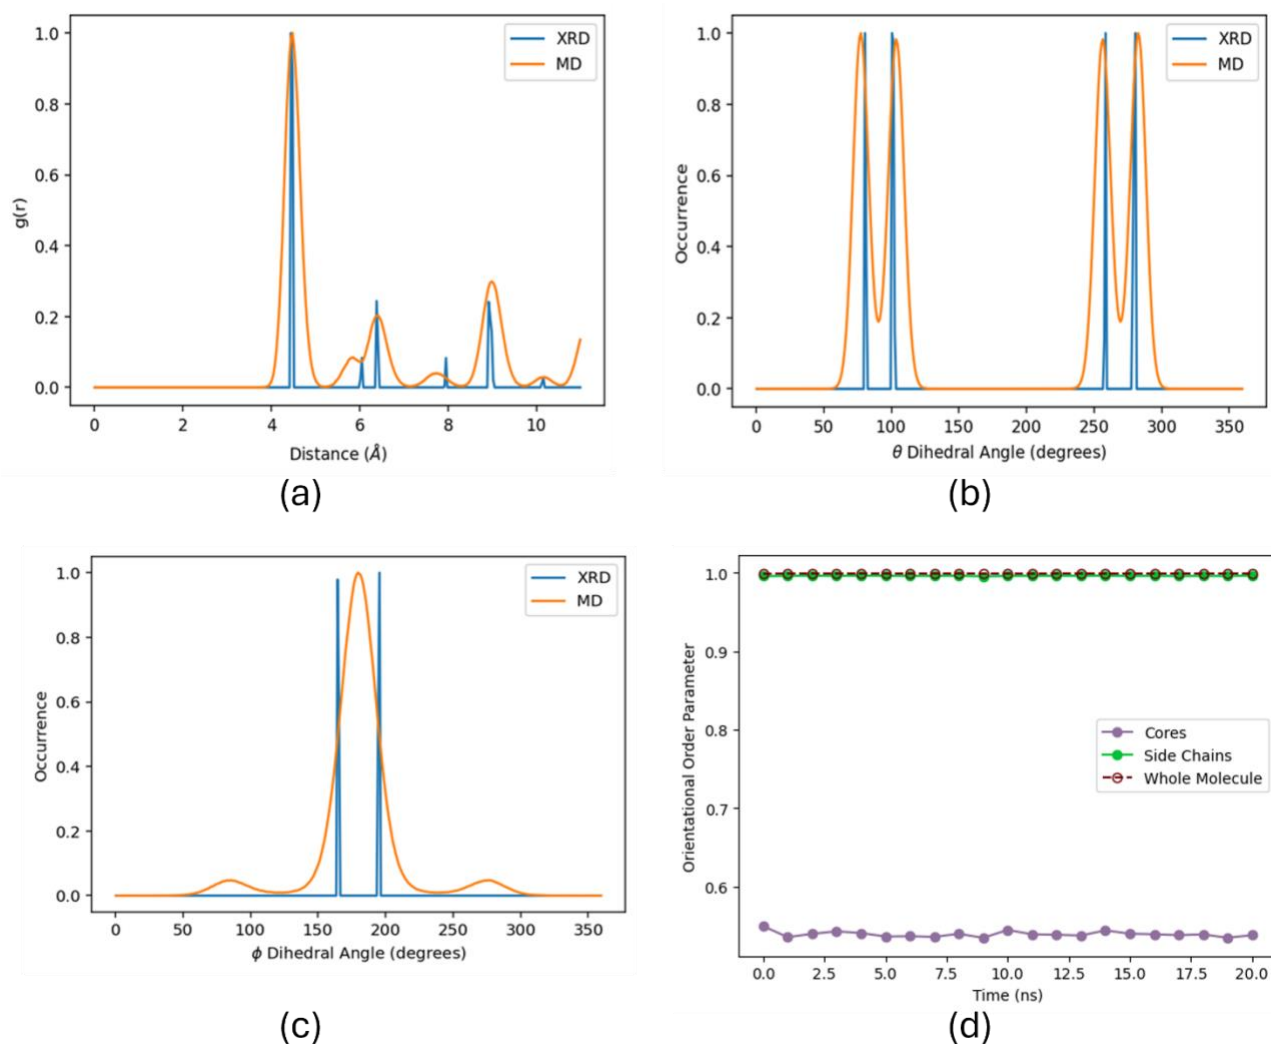 1.0
0.8
0.6
0.4
0.2
0.0
g(r)
XRD
MD
0 2 4 6 8 10
Distance (Å)
(a)
1.0
0.8
0.6
0.4
0.2
0.0
Occurrence
XRD
MD
0 50 100 150 200 250 300 350
θ Dihedral Angle (degrees)
(b)
1.0
0.8
0.6
0.4
0.2
0.0
Occurrence
XRD
MD
0 50 100 150 200 250 300 350
ϕ Dihedral Angle (degrees)
(c)
1.0
0.9
0.8
0.7
0.6
Orientational Order Parameter
Cores
Side Chains
Whole Molecule
0.0 2.5 5.0 7.5 10.0 12.5 15.0 17.5 20.0
Time (ns)
(d)